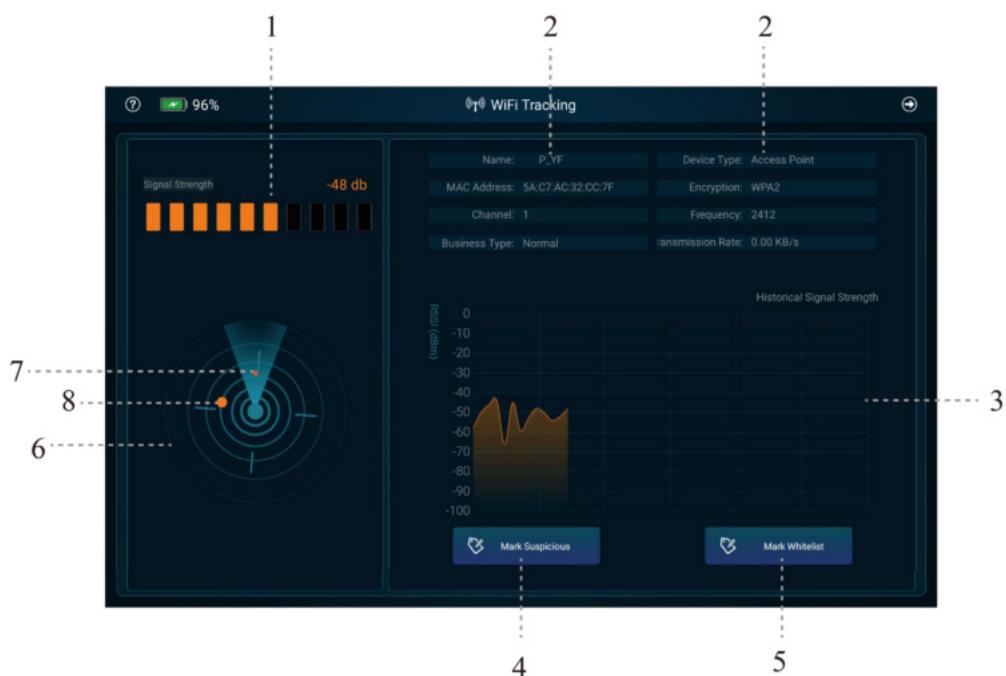 1 2 2
96% WiFi Tracking
Signal Strength -48 db
Name: P_YF
Device Type: Access Point
MAC Address: 5A:C7:AC:32:CC:7F
Encryption: WPA2
Channel: 1
Frequency: 2412
Business Type: Normal
ransmission Rate: 0.00 KB/s
Historical Signal Strength
RSSI (dBm)
0
-10
-20
-30
-40
-50
-60
-70
-80
-90
-100
7
8
6
3
Mark Suspicious
Mark Whitelist
4
5